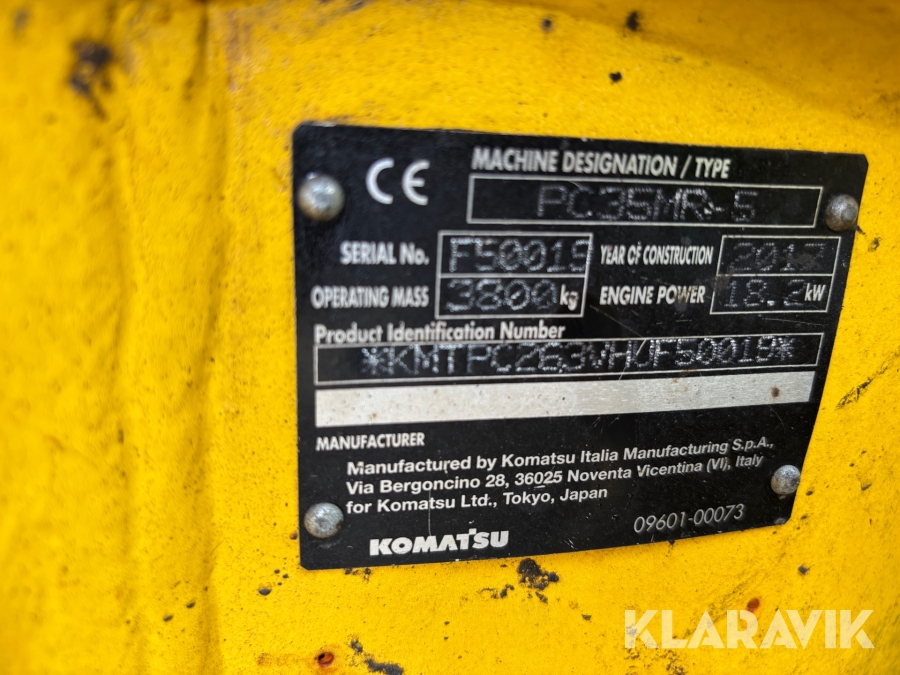 CE
MACHINE DESIGNATION / TYPE
PC35MR-5
SERIAL No. F50019 YEAR OF CONSTRUCTION 2017
OPERATING MASS 3800 kg ENGINE POWER 18.2 kW
Product Identification Number
*KMTPCZ63VHUF50019*
MANUFACTURER
Manufactured by Komatsu Italia Manufacturing S.p.A.,
Via Bergoncino 28, 36025 Noventa Vicentina (VI), Italy
for Komatsu Ltd., Tokyo, Japan
09601-00073
KOMATSU
KLARAVIK